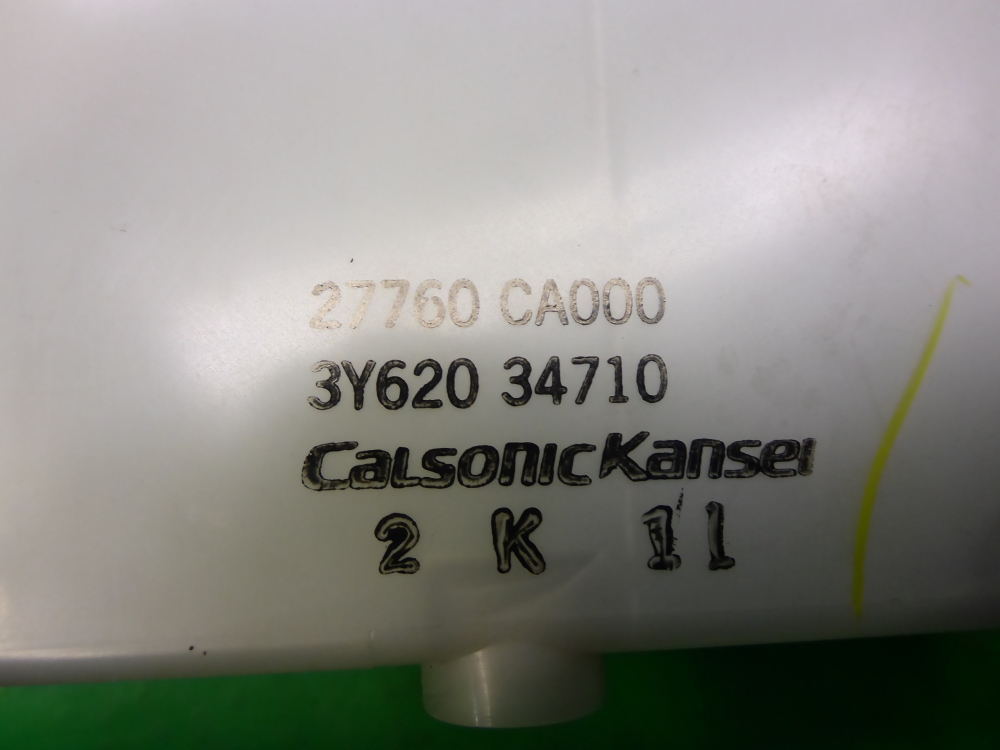 27760 CA000
3Y620 34710
CalsonicKansei
2 K 11